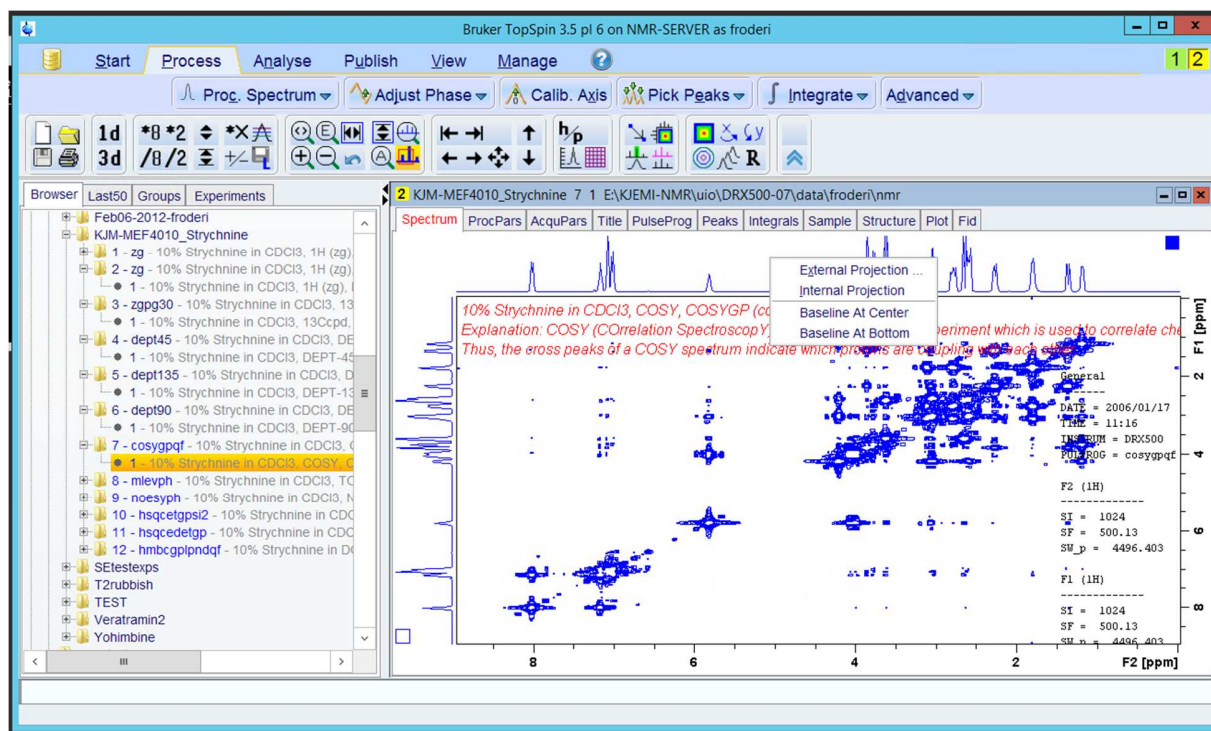 Bruker TopSpin 3.5 pl 6 on NMR-SERVER as froderi
Start Process Analyse Publish View Manage ? 1 2
Proc. Spectrum Adjust Phase Calib. Axis Pick Peaks Integrate Advanced
1d *8 *2 *X E h/p
3d /8 /2 +/- A R
Browser Last50 Groups Experiments
Feb06-2012-froderi
KJM-MEF4010_Strychnine
1 - zg - 10% Strychnine in CDCl3, 1H (zg),
2 - zg - 10% Strychnine in CDCl3, 1H (zg),
1 - 10% Strychnine in CDCl3, 1H (zg),
3 - zgpg30 - 10% Strychnine in CDCl3, 13
1 - 10% Strychnine in CDCl3, 13Ccpd,
4 - dept45 - 10% Strychnine in CDCl3, DE
1 - 10% Strychnine in CDCl3, DEPT-45
5 - dept135 - 10% Strychnine in CDCl3, D
1 - 10% Strychnine in CDCl3, DEPT-13
6 - dept90 - 10% Strychnine in CDCl3, DE
1 - 10% Strychnine in CDCl3, DEPT-90
7 - cosygpqf - 10% Strychnine in CDCl3, C
1 - 10% Strychnine in CDCl3, COSY, C
8 - mlevph - 10% Strychnine in CDCl3, TO
9 - noesyph - 10% Strychnine in CDCl3, N
10 - hsqcetgpsi2 - 10% Strychnine in CDC
11 - hsqcedetgp - 10% Strychnine in CDC
12 - hmbcgplpndqf - 10% Strychnine in D
SEtestexps
T2rubbish
TEST
Veratramin2
Yohimbine
2 KJM-MEF4010_Strychnine 7 1 E:\KJEMI-NMR\uio\DRX500-07\data\froderi\nmr
Spectrum ProcPars AcquPars Title PulseProg Peaks Integrals Sample Structure Plot Fid
External Projection ...
Internal Projection
Baseline At Center
Baseline At Bottom
10% Strychnine in CDCl3, COSY, COSYGP (co
Explanation: COSY (COrrelation SpectroscopY periment which is used to correlate che
Thus, the cross peaks of a COSY spectrum indicate which protons are coupling with each other
General
DATE = 2006/01/17
TIME = 11:16
INSTRUM = DRX500
PULPROG = cosygpqf
F2 (1H)
-------------
SI = 1024
SF = 500.13
SW_p = 4496.403
F1 (1H)
-------------
SI = 1024
SF = 500.13
SW_p = 4496.403
F1 [ppm]
2
4
6
8
8 6 4 2 F2 [ppm]